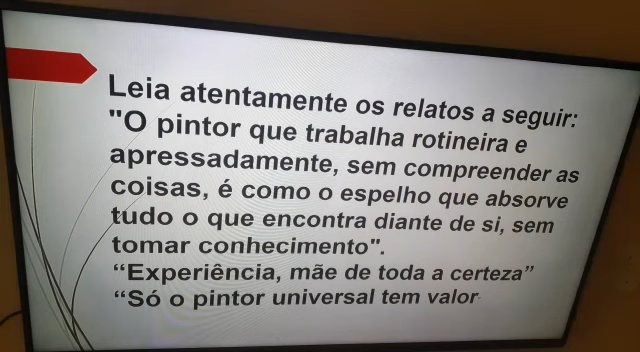 Leia atentamente os relatos a seguir:
"O pintor que trabalha rotineira e
apressadamente, sem compreender as
coisas, é como o espelho que absorve
tudo o que encontra diante de si, sem
tomar conhecimento".
“Experiência, mãe de toda a certeza”
“Só o pintor universal tem valor